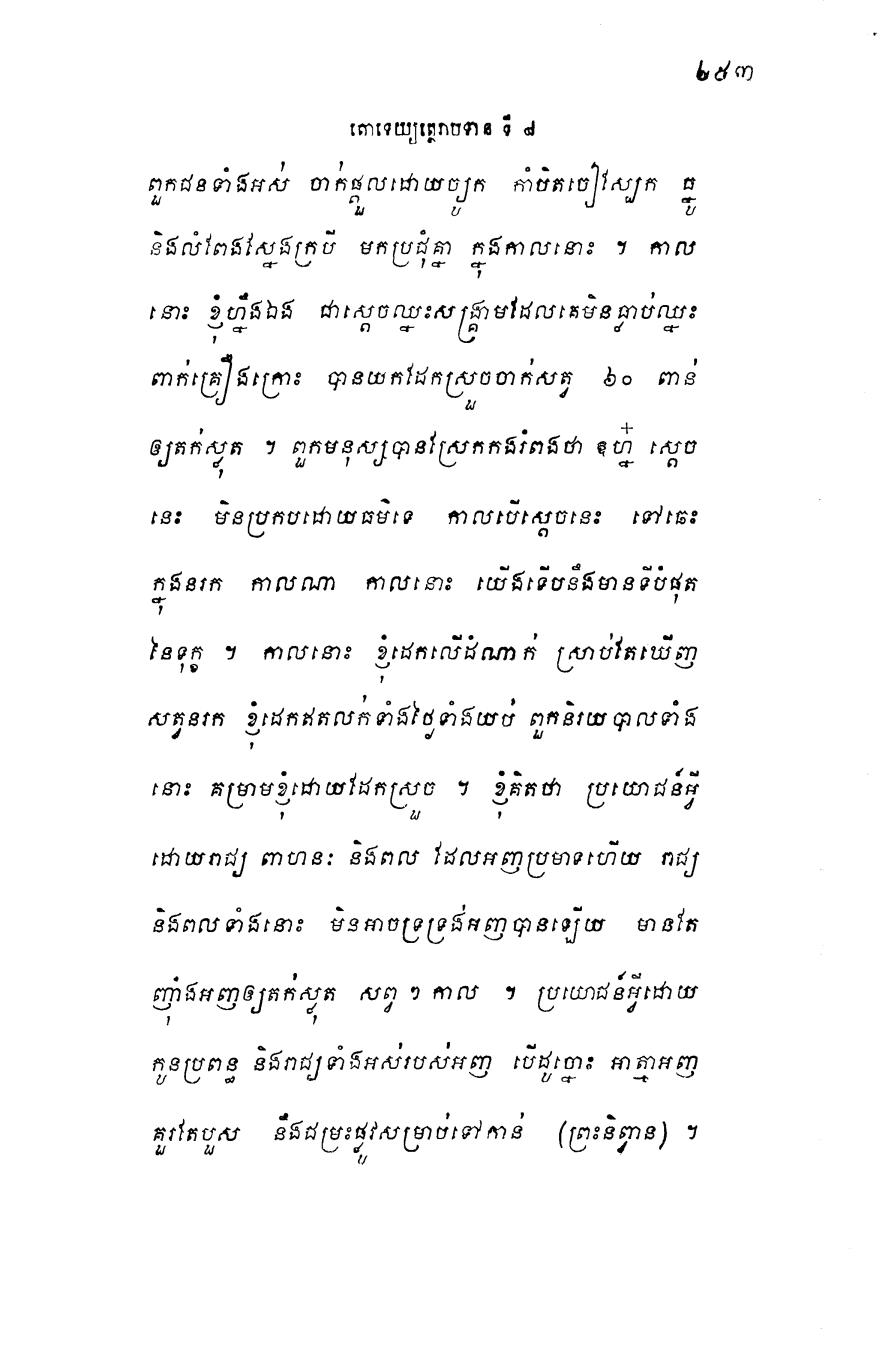 ២៥៣
តោទេយ្យត្ថេរាបទាន ទី ៨
ពួកជនទាំងអស់ ចាក់ផ្តួលដោយច្បូក កាំបិតចៀវស្បួក ធ្នូ
និងលំពែងស្នែងក្របី មកប្រជុំគ្នា ក្នុងកាលនោះ ។ កាល
នោះ ខ្ញុំហ្នឹងឯង ជាស្តេចឈ្នះសង្គ្រាមដែលគេមិនធ្លាប់ឈ្នះ
ពាក់គ្រឿងក្រោះ បានយកដែកស្រួចចាក់សត្វ ៦០ ពាន់
ឲ្យតក់ស្លុត ។ ពួកមនុស្សបានស្រែកកងរំពងថា ឧហ្ន៎ ស្តេច
នេះ មិនប្រកបដោយធម៌ទេ កាលបើស្តេចនេះ ទៅឆេះ
ក្នុងនរក កាលណា កាលនោះ យើងទើបនឹងមានទីបំផុត
នៃទុក្ខ ។ កាលនោះ ខ្ញុំដេកលើដំណាក់ ស្រាប់តែឃើញ
សត្វនរក ខ្ញុំដេកឥតលក់ទាំងថ្ងៃទាំងយប់ ពួកនិរយបាលទាំង
នោះ គម្រាមខ្ញុំដោយដែកស្រួច ។ ខ្ញុំគិតថា ប្រយោជន៍អ្វី
ដោយរាជ្យ ពាហនៈ និងពល ដែលអញប្រមាទហើយ រាជ្យ
និងពលទាំងនោះ មិនអាចទ្រទ្រង់អញបានឡើយ មានតែ
ញ៉ាំងអញឲ្យតក់ស្លុត សព្វ ៗ កាល ។ ប្រយោជន៍អ្វីដោយ
កូនប្រពន្ធ និងរាជ្យទាំងអស់របស់អញ បើដូច្នោះ អាត្មាអញ
គួរតែបួស នឹងជម្រះផ្លូវសម្រាប់ទៅកាន់ (ព្រះនិព្វាន) ។